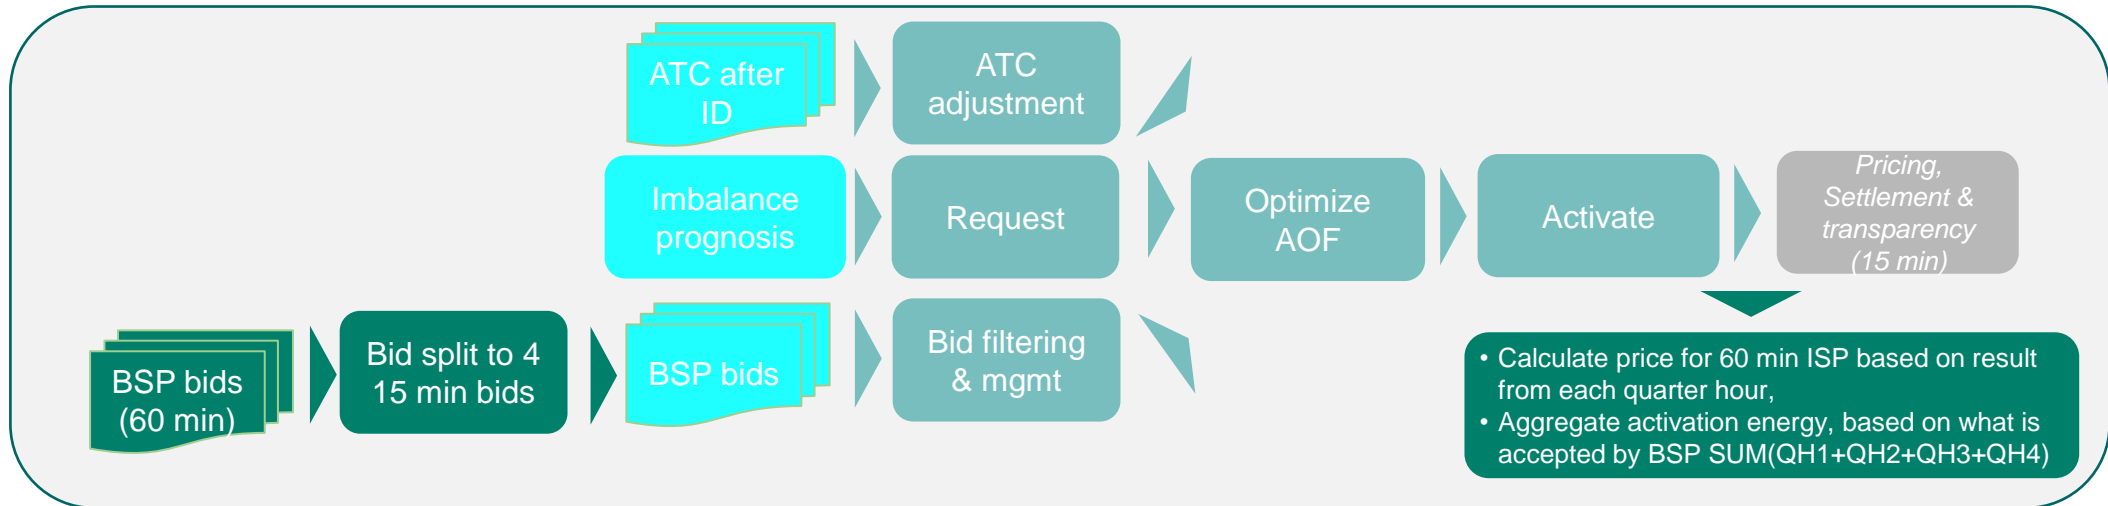 ATC after
ID
ATC
adjustment
Imbalance
prognosis
Request
Optimize
AOF
Activate
Pricing,
Settlement &
transparency
(15 min)
BSP bids
(60 min)
Bid split to 4
15 min bids
BSP bids
Bid filtering
& mgmt
• Calculate price for 60 min ISP based on result
from each quarter hour,
• Aggregate activation energy, based on what is
accepted by BSP SUM(QH1+QH2+QH3+QH4)